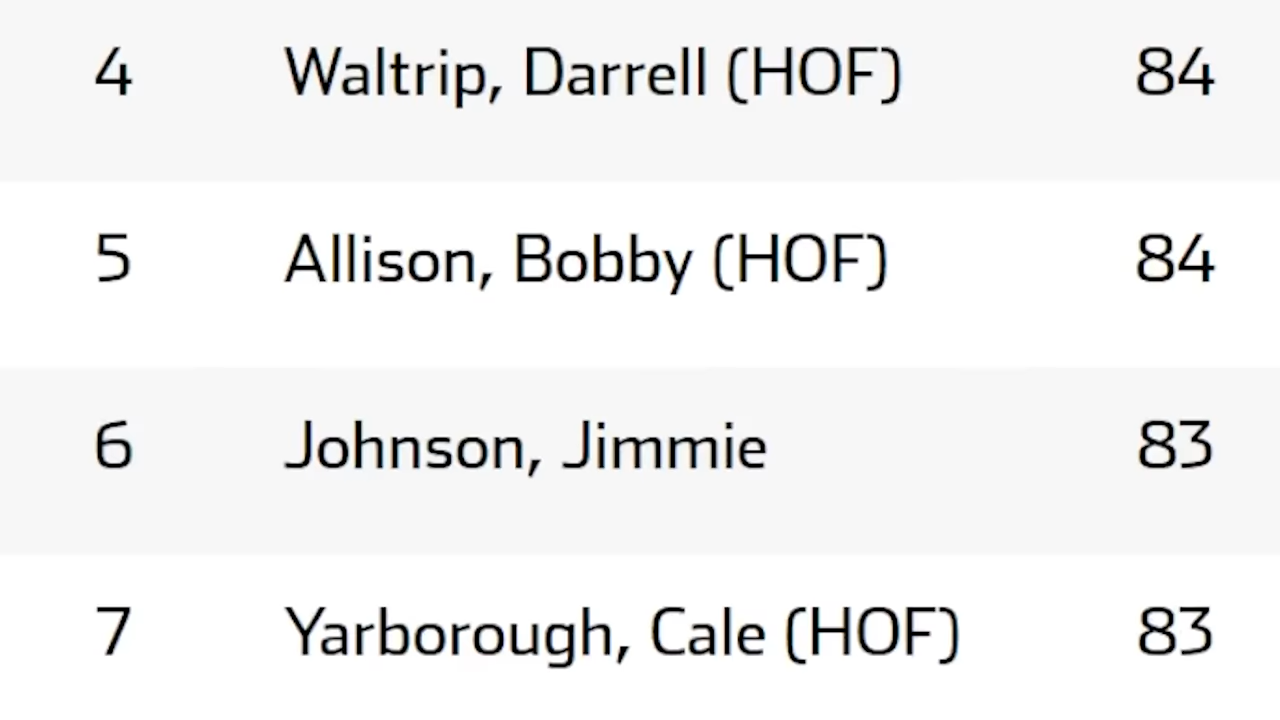 4 Waltrip, Darrell (HOF) 84
5 Allison, Bobby (HOF) 84
6 Johnson, Jimmie 83
7 Yarborough, Cale (HOF) 83